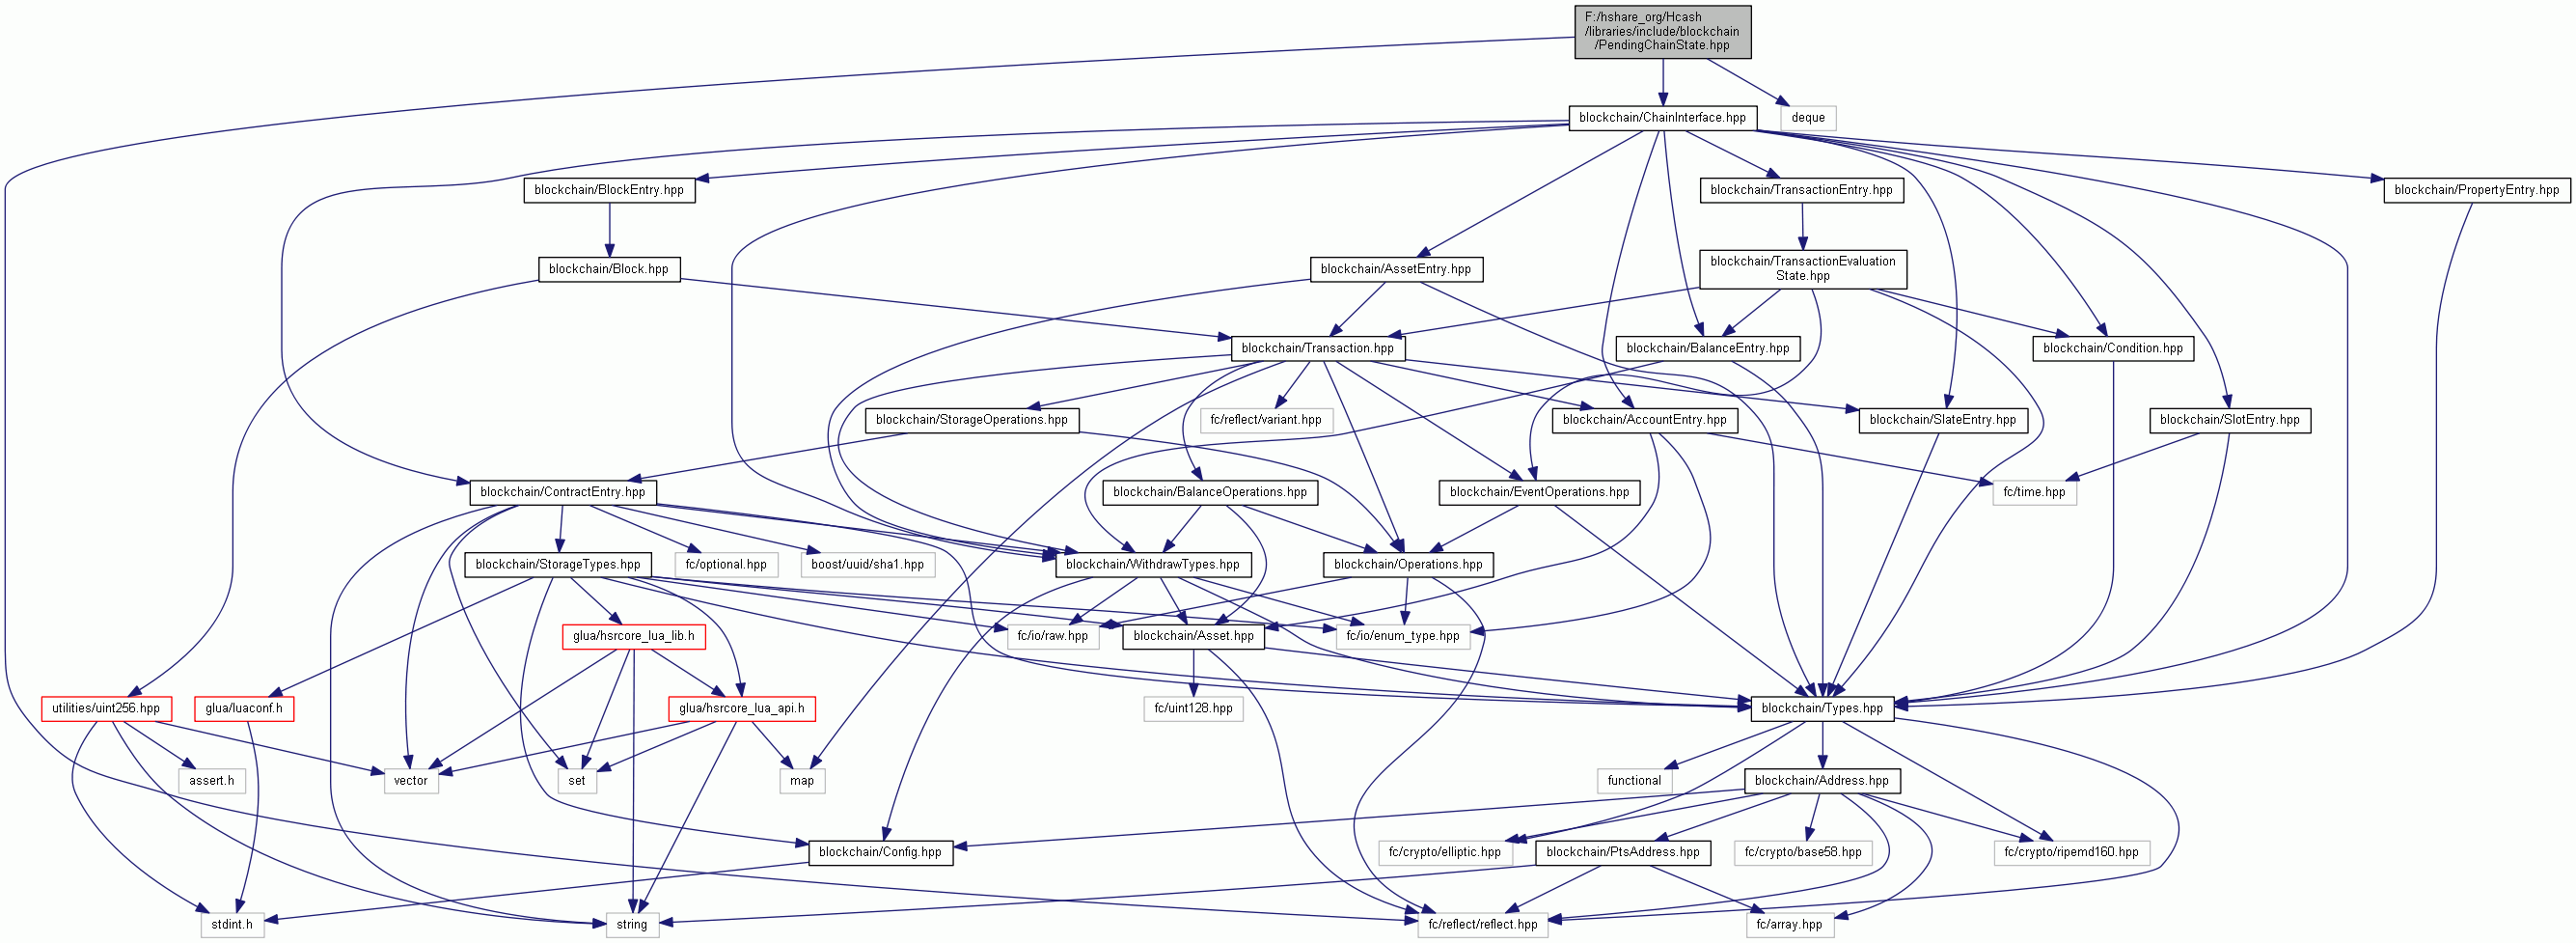 F:/hshare_org/Hcash
/libraries/include/blockchain
/PendingChainState.hpp
blockchain/ChainInterface.hpp
deque
blockchain/BlockEntry.hpp
blockchain/TransactionEntry.hpp
blockchain/PropertyEntry.hpp
blockchain/Block.hpp
blockchain/AssetEntry.hpp
blockchain/TransactionEvaluation
State.hpp
blockchain/Transaction.hpp
blockchain/BalanceEntry.hpp
blockchain/Condition.hpp
blockchain/StorageOperations.hpp
fc/reflect/variant.hpp
blockchain/AccountEntry.hpp
blockchain/SlateEntry.hpp
blockchain/SlotEntry.hpp
blockchain/ContractEntry.hpp
blockchain/BalanceOperations.hpp
blockchain/EventOperations.hpp
fc/time.hpp
blockchain/StorageTypes.hpp
fc/optional.hpp
boost/uuid/sha1.hpp
blockchain/WithdrawTypes.hpp
blockchain/Operations.hpp
glua/hsrcore_lua_lib.h
fc/io/raw.hpp
blockchain/Asset.hpp
fc/io/enum_type.hpp
utilities/uint256.hpp
glua/luaconf.h
glua/hsrcore_lua_api.h
fc/uint128.hpp
blockchain/Types.hpp
assert.h
vector
set
map
functional
blockchain/Address.hpp
blockchain/Config.hpp
fc/crypto/elliptic.hpp
blockchain/PtsAddress.hpp
fc/crypto/base58.hpp
fc/crypto/ripemd160.hpp
stdint.h
string
fc/reflect/reflect.hpp
fc/array.hpp